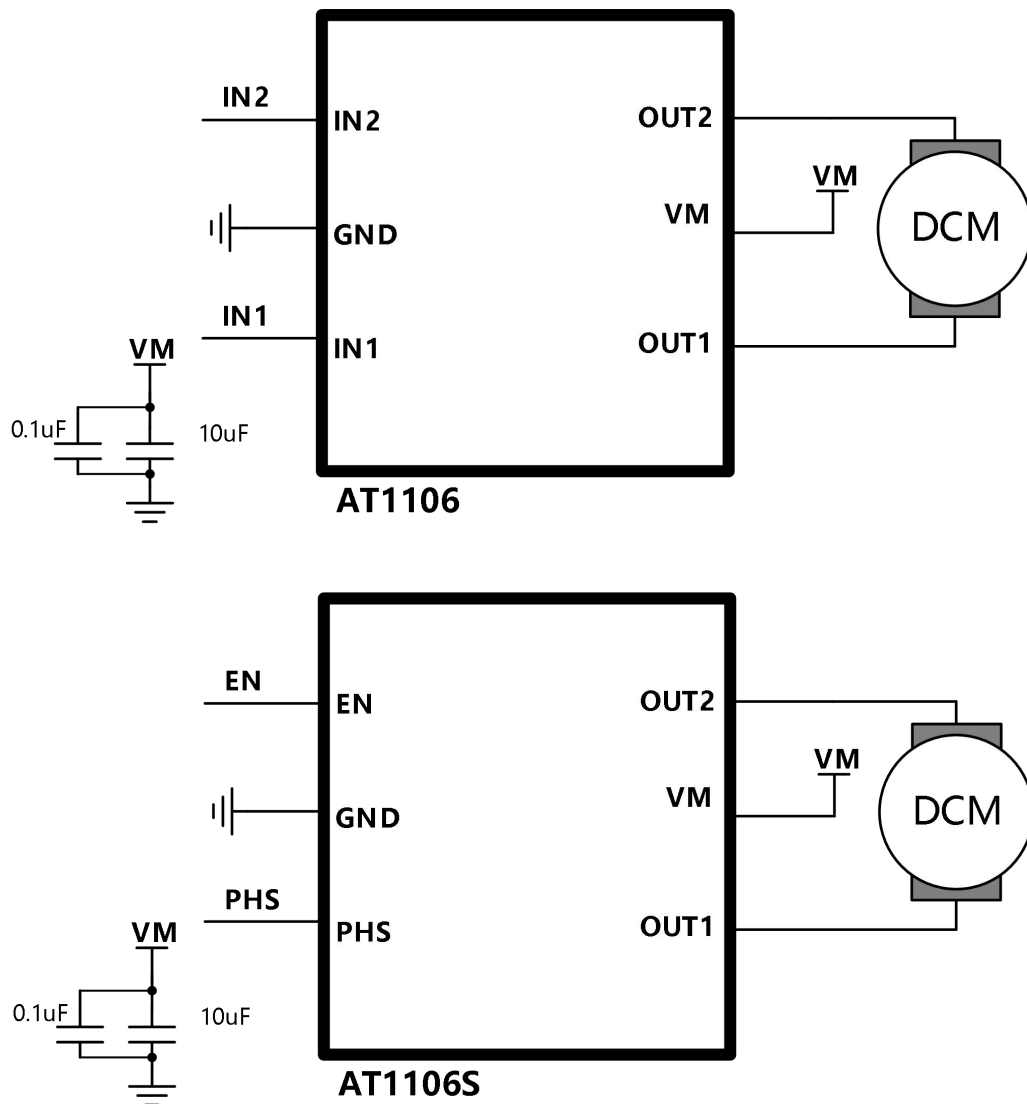 IN2
IN2
OUT2
VM
VM
GND
DCM
IN1
IN1
OUT1
VM
0.1uF
10uF
AT1106
EN
EN
OUT2
VM
VM
GND
DCM
PHS
PHS
OUT1
VM
0.1uF
10uF
AT1106S